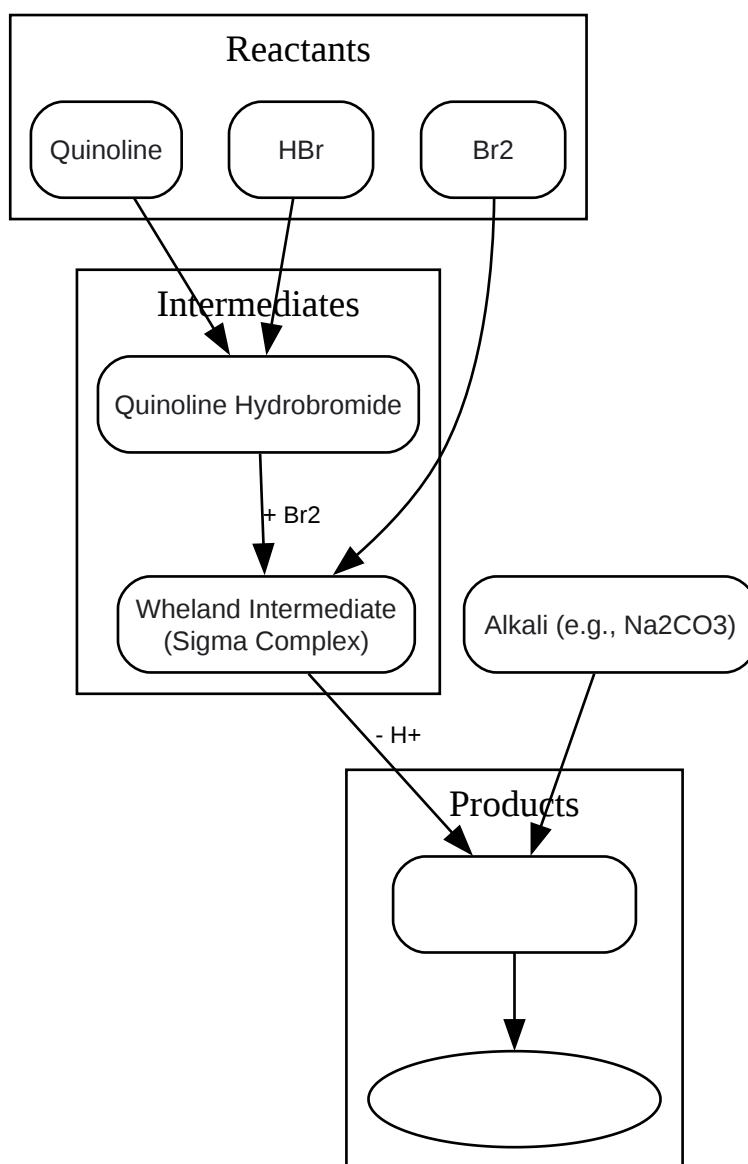 Reactants
Quinoline
HBr
Br2
Intermediates
Quinoline Hydrobromide
+ Br2
Wheland Intermediate
(Sigma Complex)
Alkali (e.g., Na2CO3)
- H+
Products